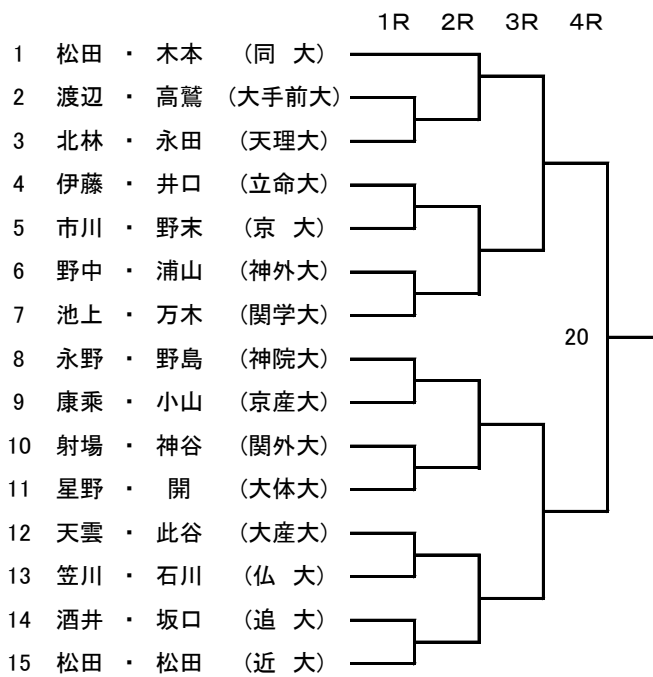 1R 2R 3R 4R
1 松田 ・ 木本 (同 大)
2 渡辺 ・ 高鷲 (大手前大)
3 北林 ・ 永田 (天理大)
4 伊藤 ・ 井口 (立命大)
5 市川 ・ 野末 (京 大)
6 野中 ・ 浦山 (神外大)
7 池上 ・ 万木 (関学大)
20
8 永野 ・ 野島 (神院大)
9 康乗 ・ 小山 (京産大)
10 射場 ・ 神谷 (関外大)
11 星野 ・ 開 (大体大)
12 天雲 ・ 此谷 (大産大)
13 笠川 ・ 石川 (仏 大)
14 酒井 ・ 坂口 (追 大)
15 松田 ・ 松田 (近 大)